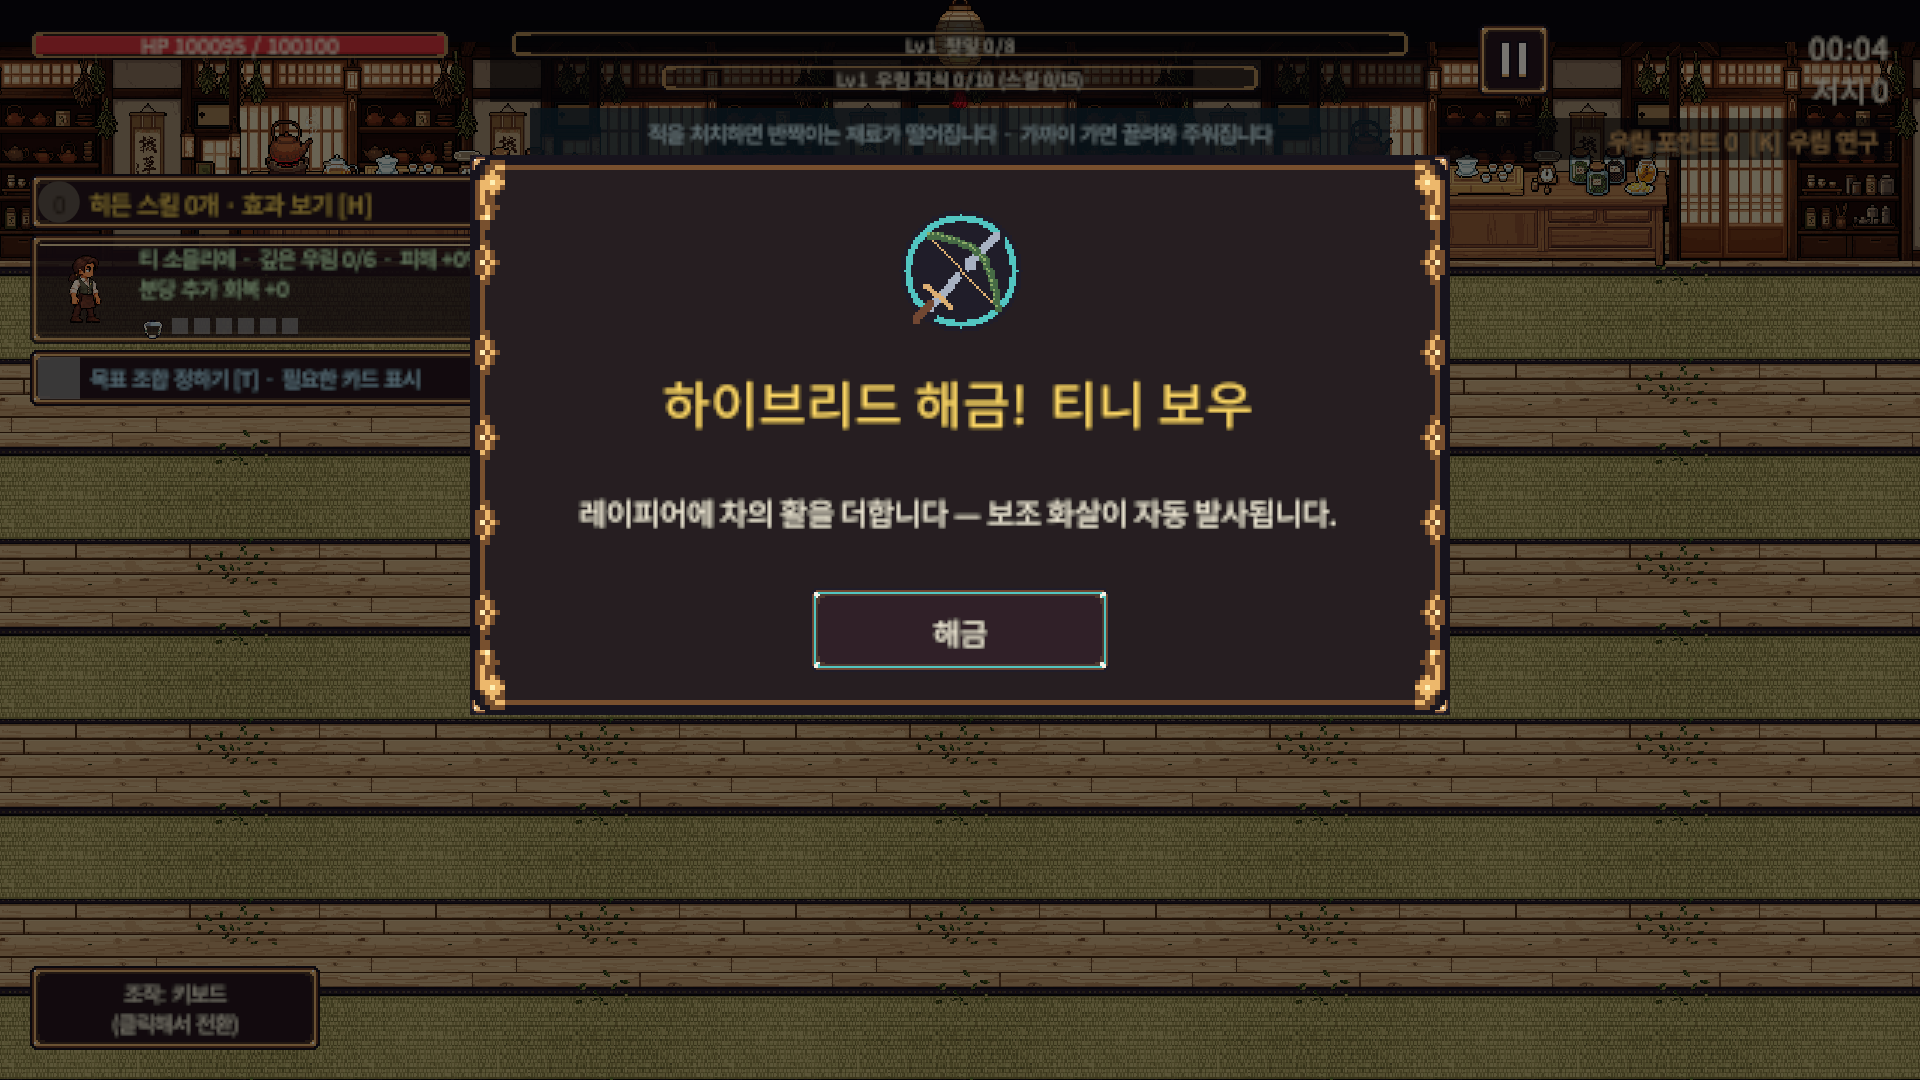 HP 100095 / 100100
Lv1 찻잎 0/8
00:04
Lv1 우림 지식 0/10 (스킬 0/15)
저지 0
적을 처치하면 반짝이는 재료가 떨어집니다 · 가까이 가면 끌려와 주워집니다
우림 포인트 0 [K] 우림 연구
0
히든 스킬 0개 · 효과 보기 [H]
티 소믈리에 · 깊은 우림 0/6 · 피해 +0
분당 추가 회복 +0
목표 조합 정하기 [T] · 필요한 카드 표시
하이브리드 해금! 티니 보우
레이피어에 차의 활을 더합니다 — 보조 화살이 자동 발사됩니다.
해금
조작: 키보드
(클릭해서 전환)